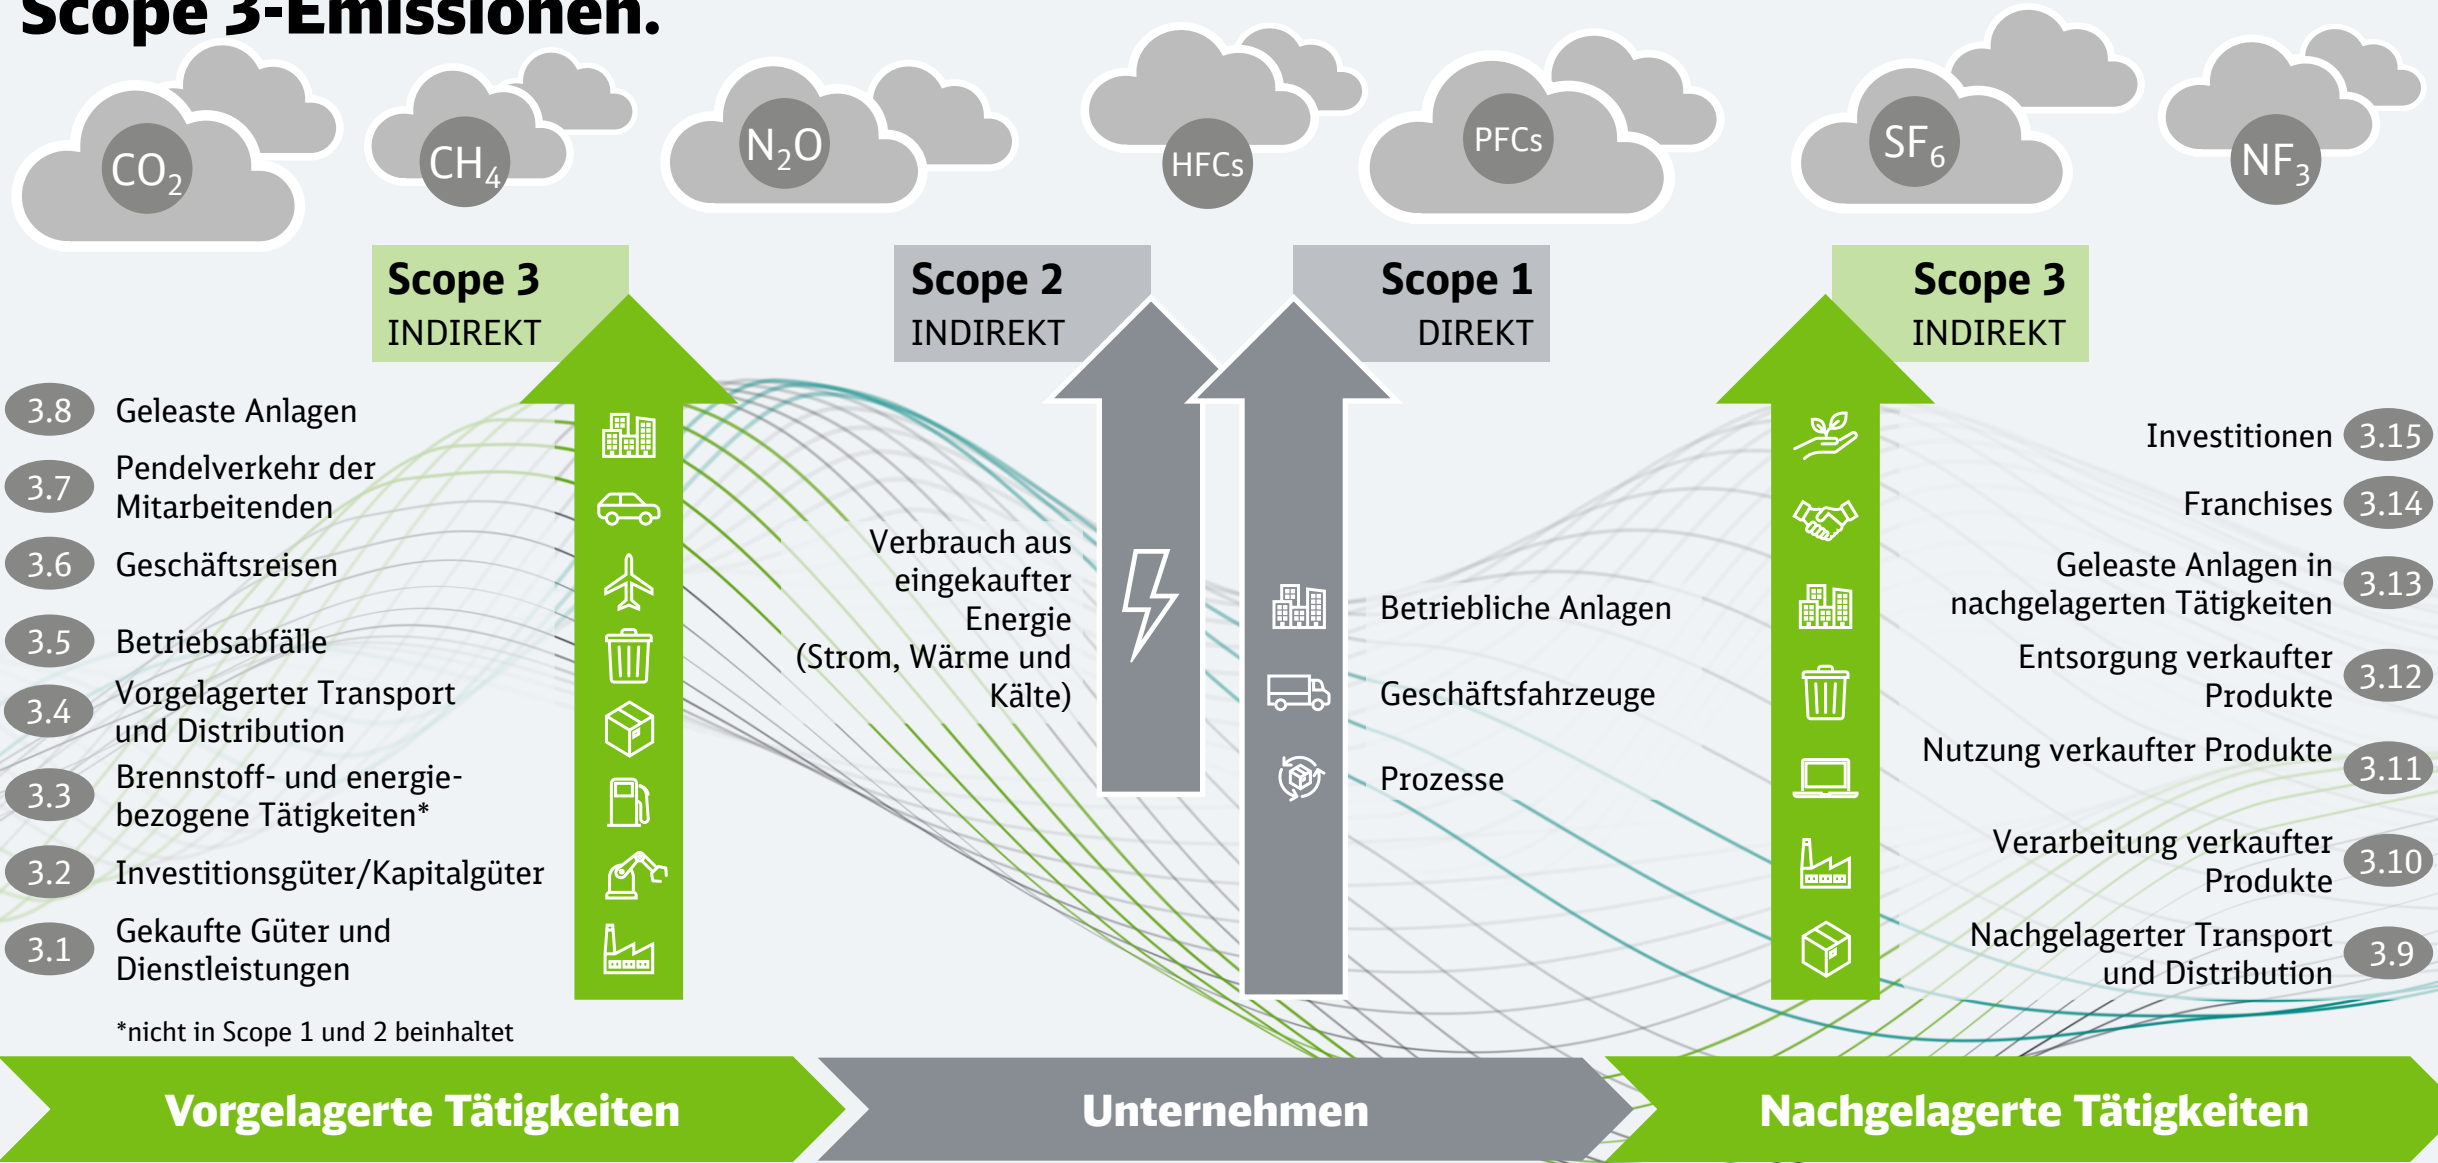 Scope 3-Emissionen.
CO₂
CH₄
N₂O
HFCs
PFCs
SF₆
NF₃
Scope 3
INDIREKT
Scope 2
INDIREKT
Scope 1
DIREKT
Scope 3
INDIREKT
3.8 Geleaste Anlagen
3.7 Pendelverkehr der
Mitarbeitenden
3.6 Geschäftsreisen
3.5 Betriebsabfälle
3.4 Vorgelagerter Transport
und Distribution
3.3 Brennstoff- und energie-
bezogene Tätigkeiten*
3.2 Investitionsgüter/Kapitalgüter
3.1 Gekaufte Güter und
Dienstleistungen
*nicht in Scope 1 und 2 beinhaltet
Verbrauch aus
eingekaufter
Energie
(Strom, Wärme und
Kälte)
Betriebliche Anlagen
Geschäftsfahrzeuge
Prozesse
Investitionen 3.15
Franchises 3.14
Geleaste Anlagen in
nachgelagerten Tätigkeiten 3.13
Entsorgung verkaufter
Produkte 3.12
Nutzung verkaufter Produkte 3.11
Verarbeitung verkaufter
Produkte 3.10
Nachgelagerter Transport
und Distribution 3.9
Vorgelagerte Tätigkeiten
Unternehmen
Nachgelagerte Tätigkeiten